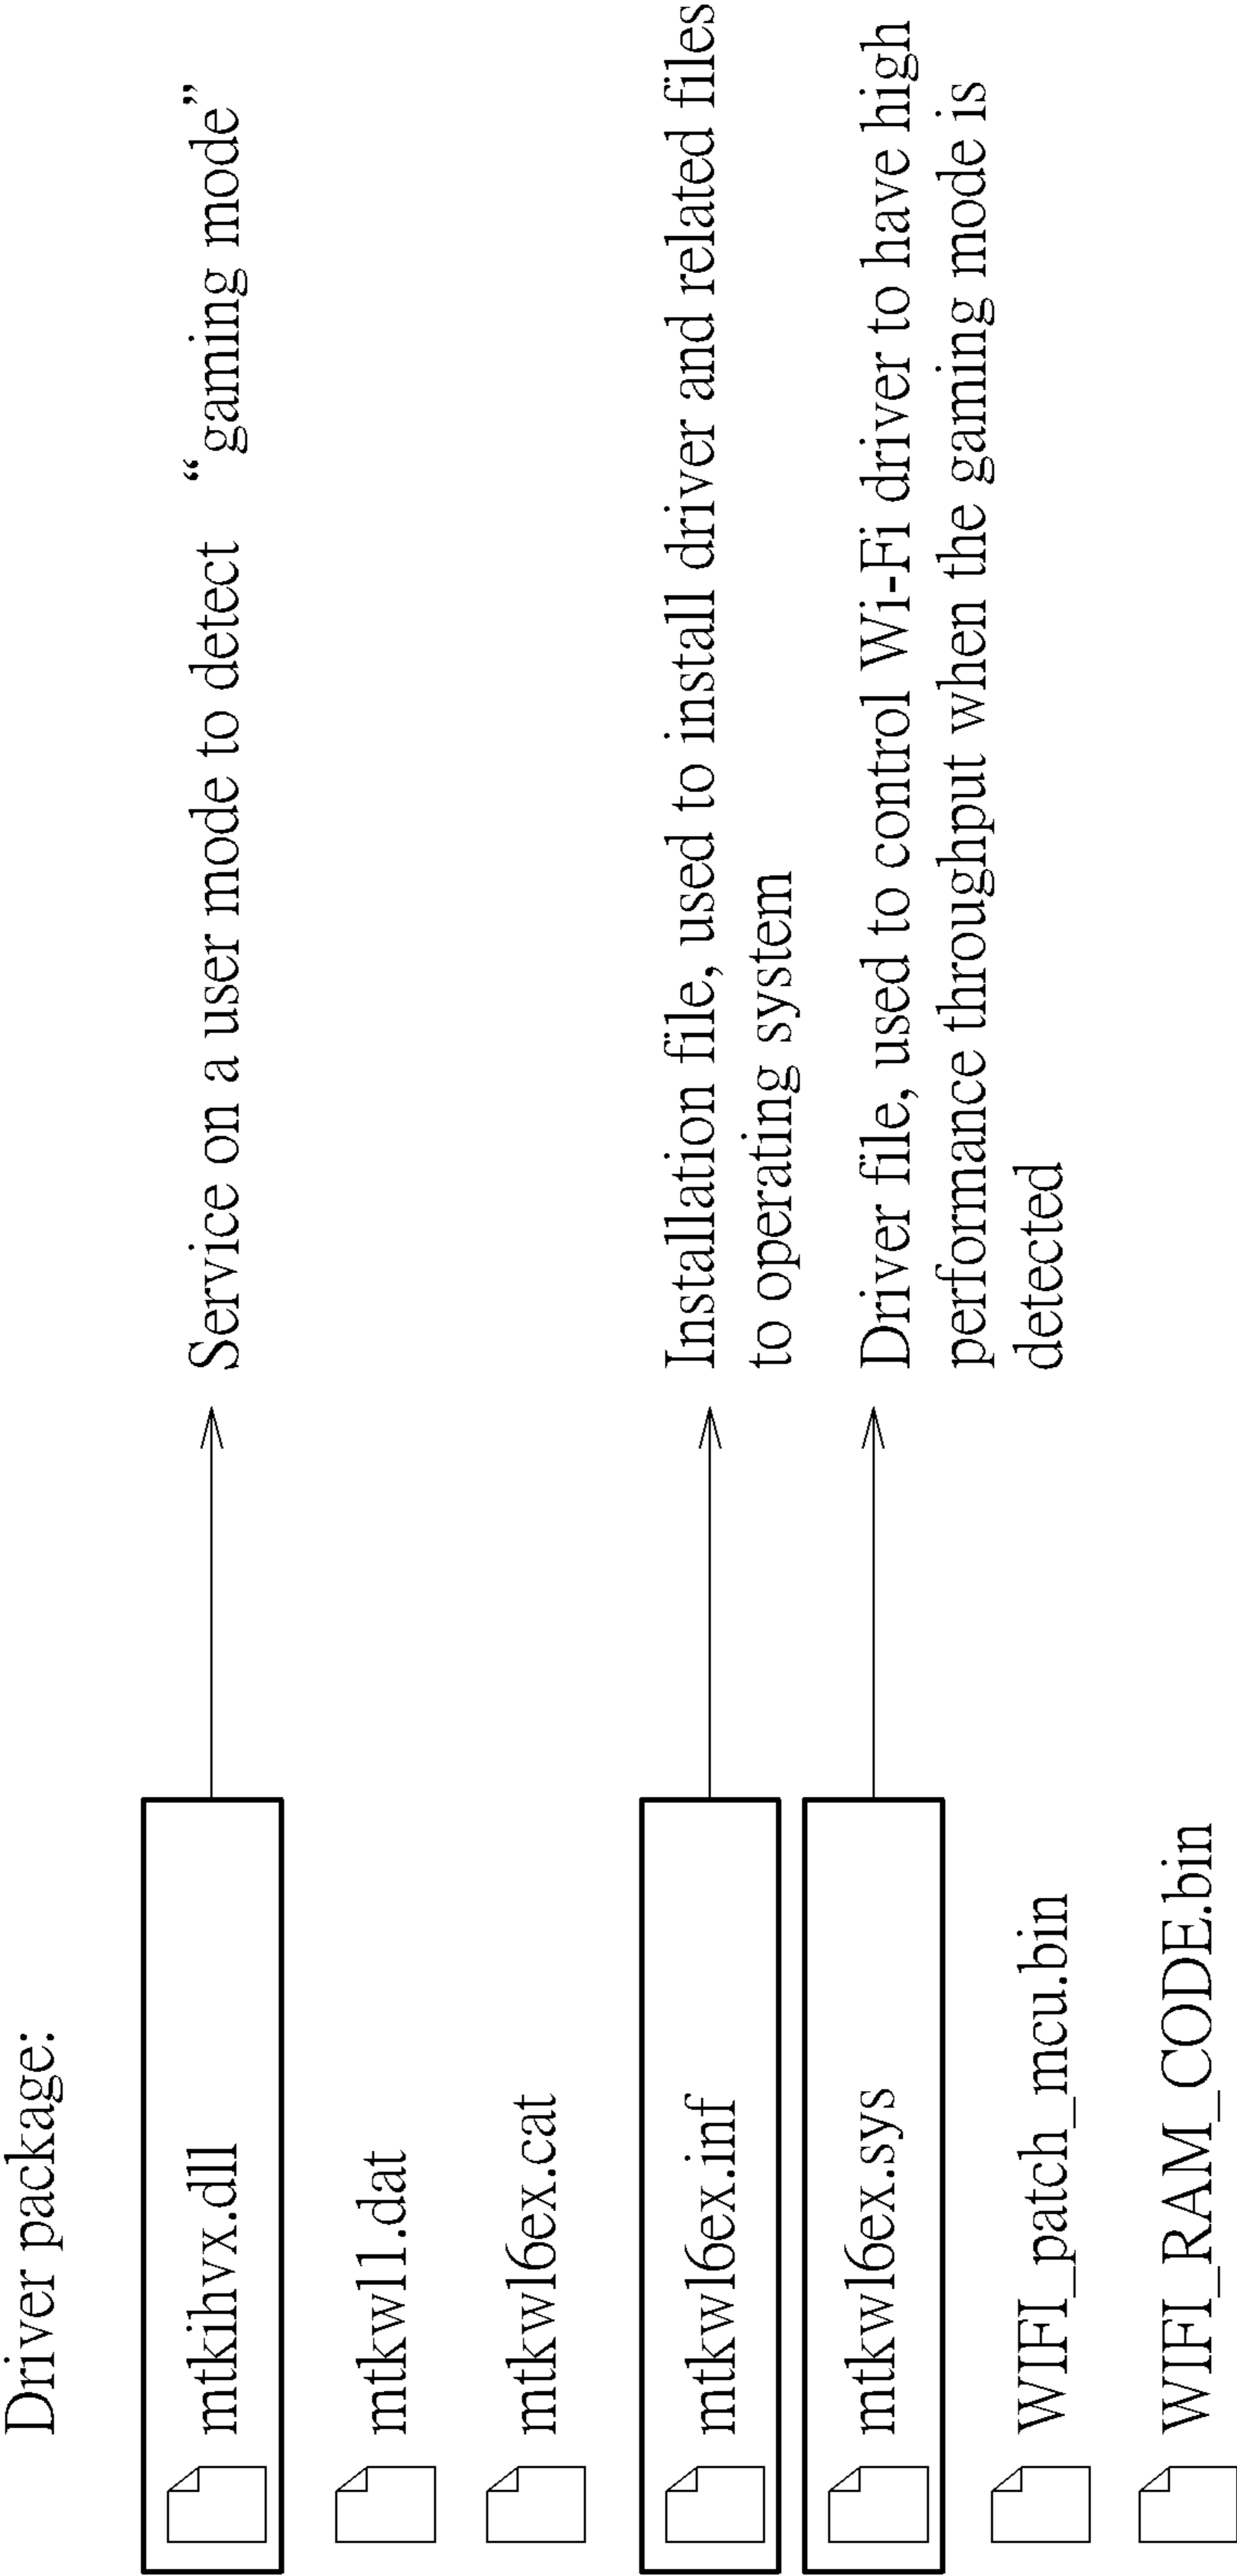 Driver package:
mtkihvx.dll
Service on a user mode to detect “gaming mode”
mtkwl1.dat
mtkwl6ex.cat
mtkwl6ex.inf
Installation file, used to install driver and related files
to operating system
mtkwl6ex.sys
Driver file, used to control Wi-Fi driver to have high
performance throughput when the gaming mode is
detected
WIFI_patch_mcu.bin
WIFI_RAM_CODE.bin